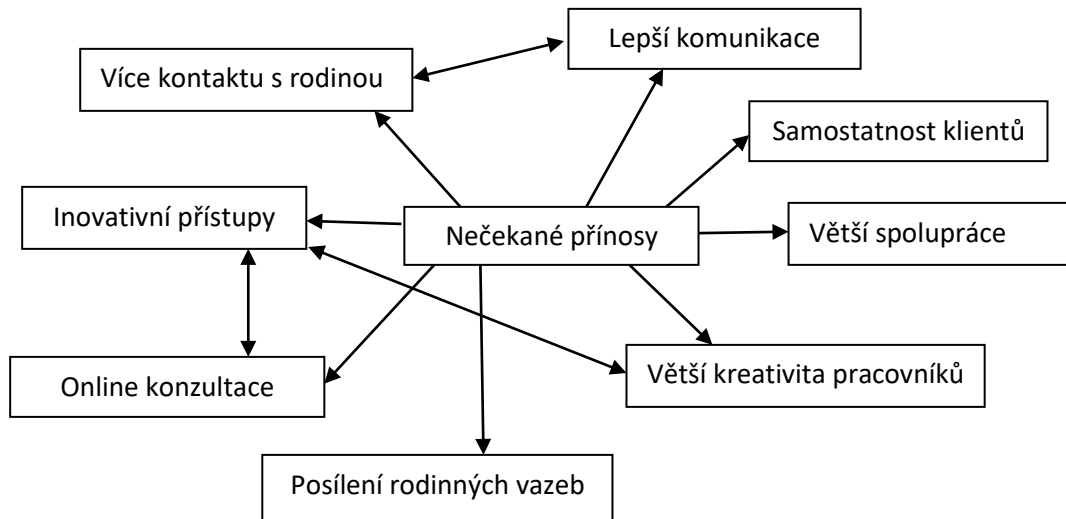 Lepší komunikace
Více kontaktu s rodinou
Samostatnost klientů
Inovativní přístupy
Nečekané přínosy
Větší spolupráce
Online konzultace
Větší kreativita pracovníků
Posílení rodinných vazeb